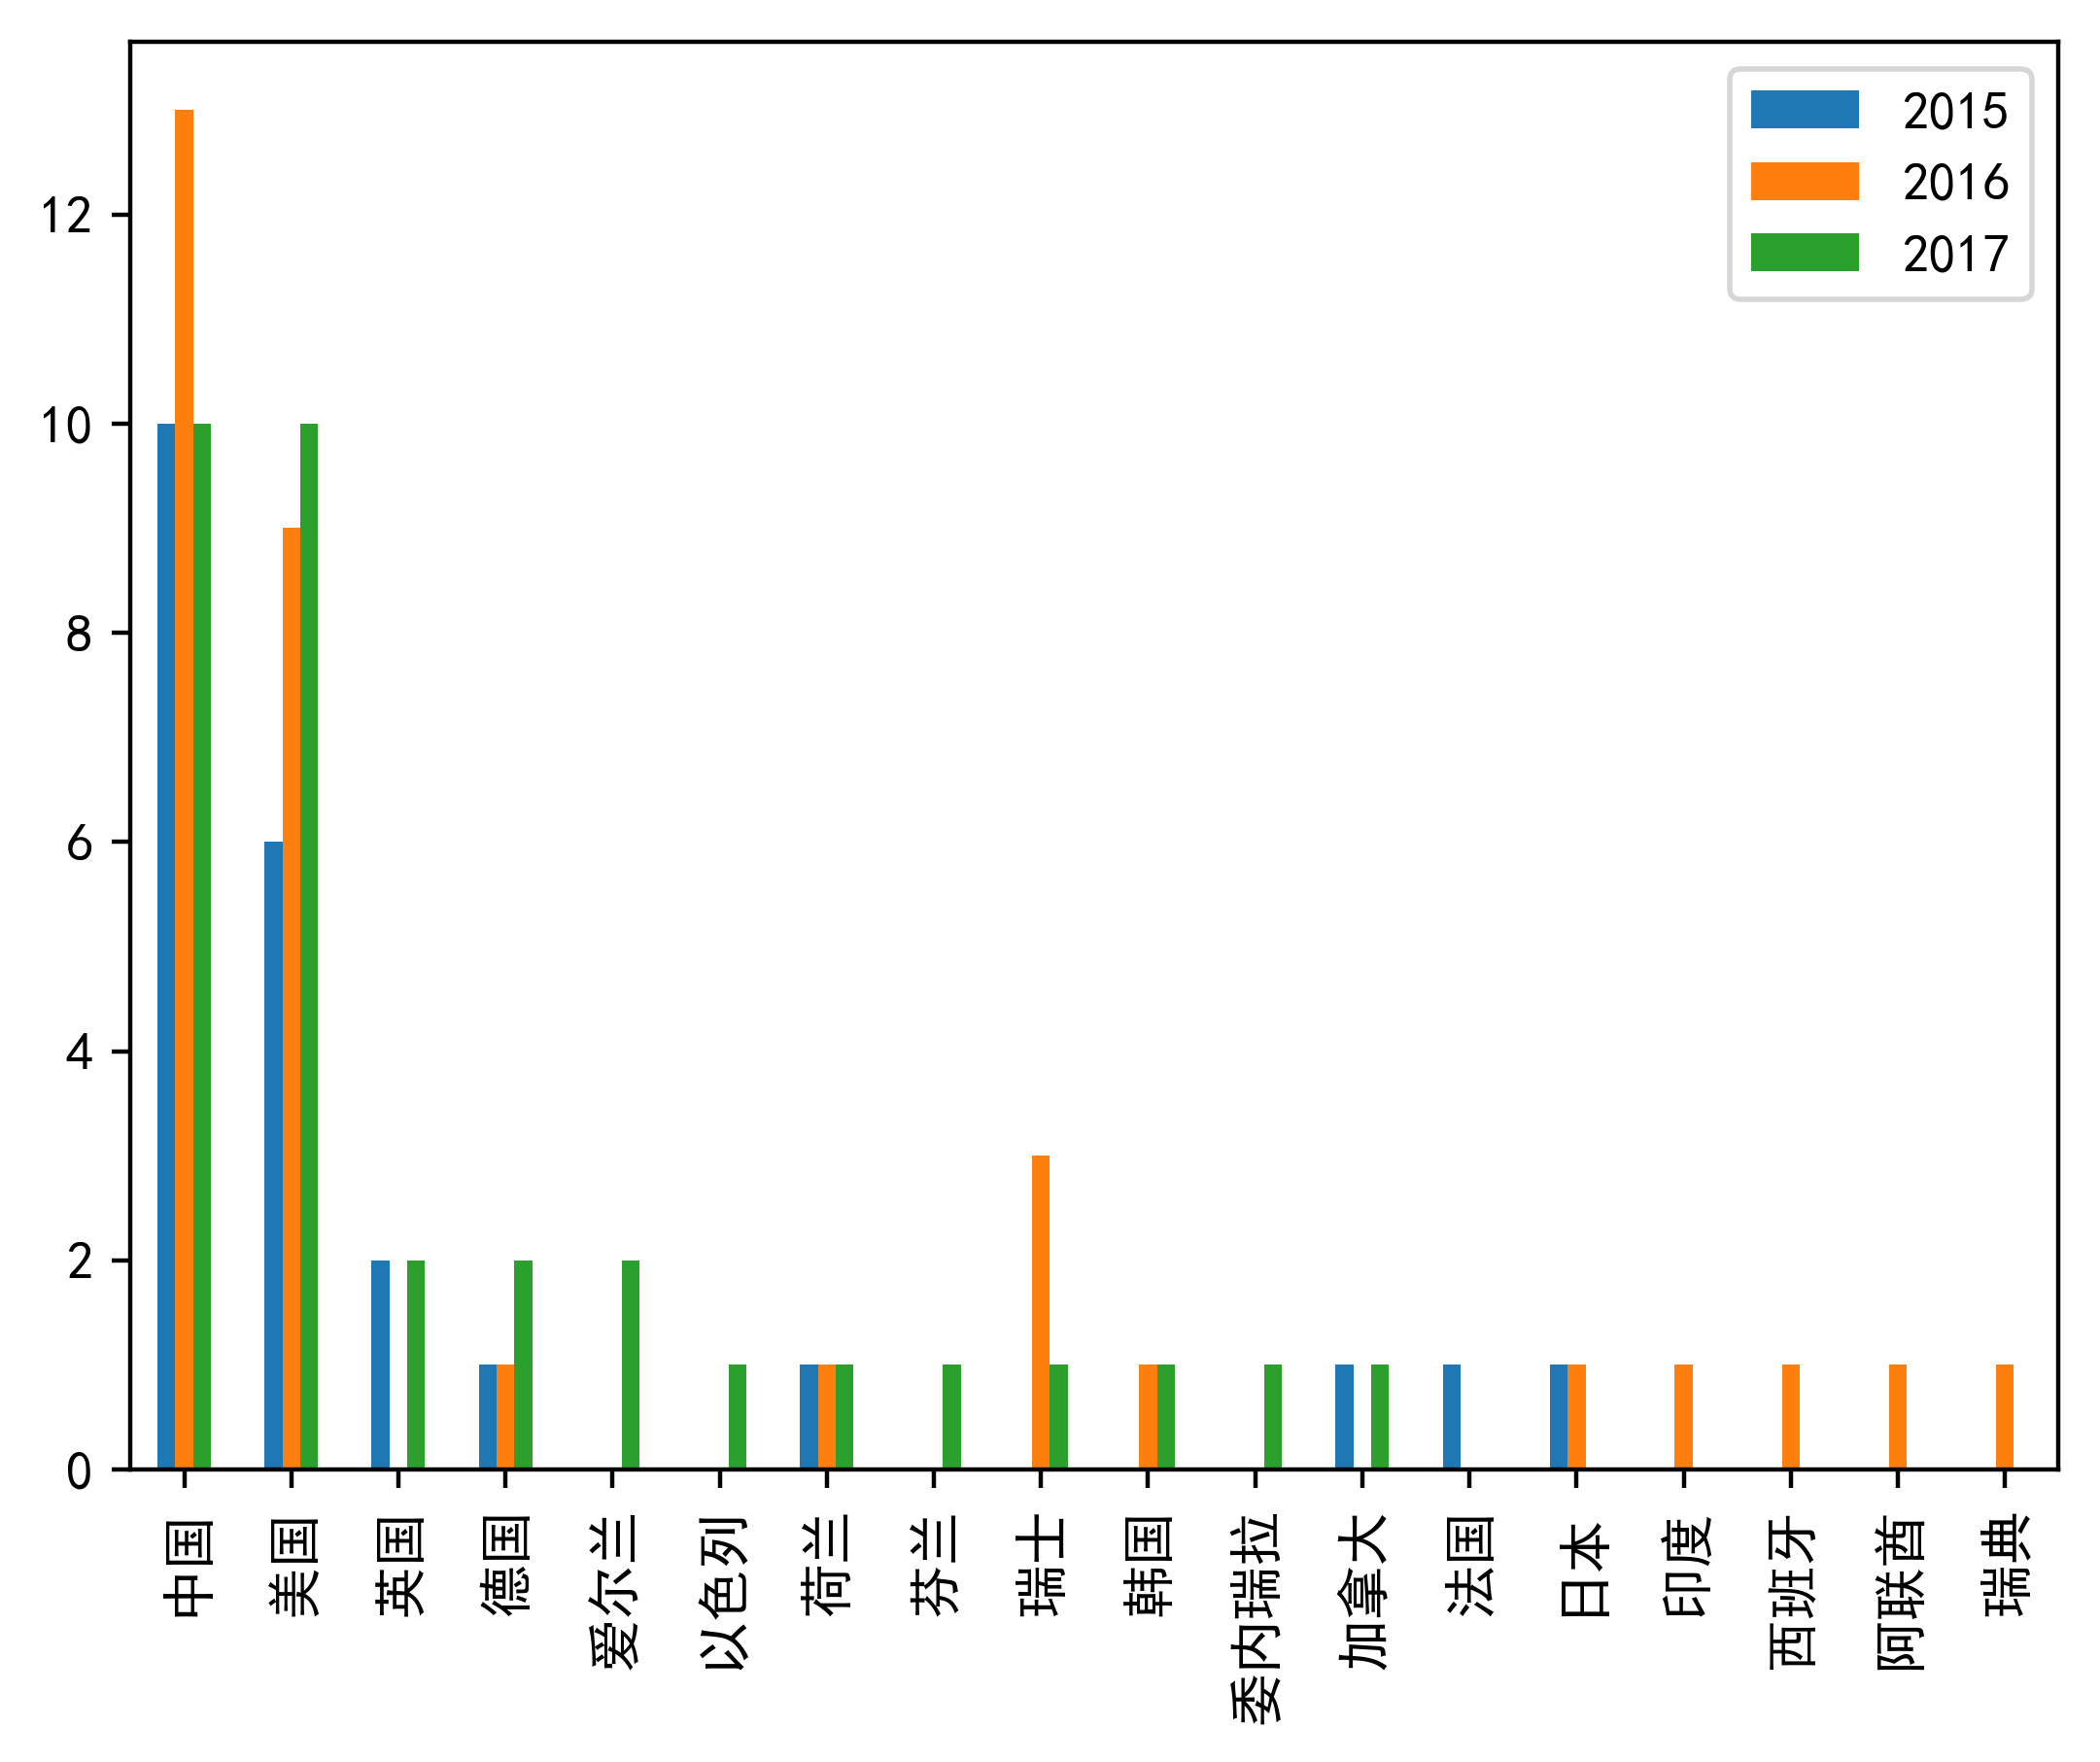 2015
2016
2017
12
10
8
6
4
2
0
中国
美国
英国
德国
爱尔兰
以色列
荷兰
芬兰
瑞士
韩国
委内瑞拉
加拿大
法国
日本
印度
西班牙
阿联酋
瑞典